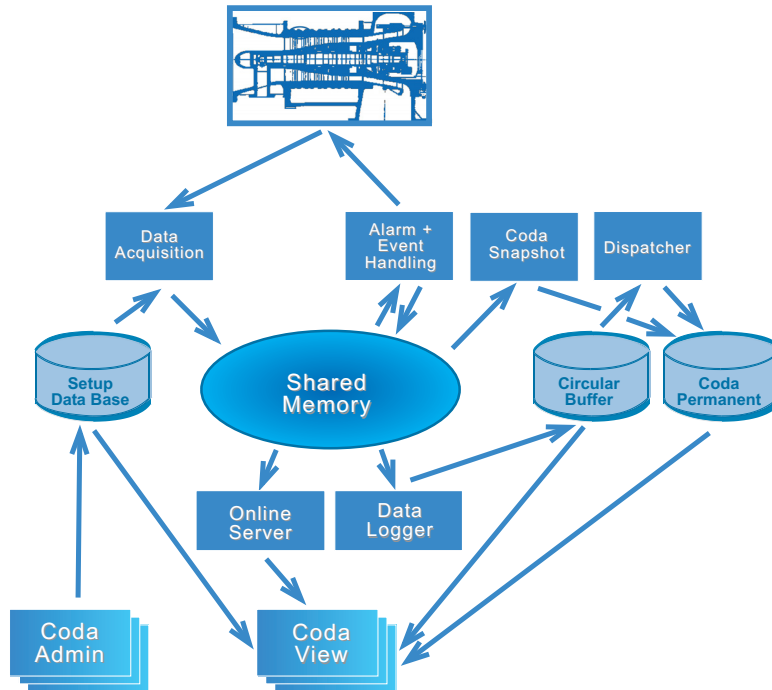 Data
Acquisition
Alarm +
Event
Handling
Coda
Snapshot
Dispatcher
Setup
Data Base
Shared
Memory
Circular
Buffer
Coda
Permanent
Online
Server
Data
Logger
Coda
Admin
Coda
View